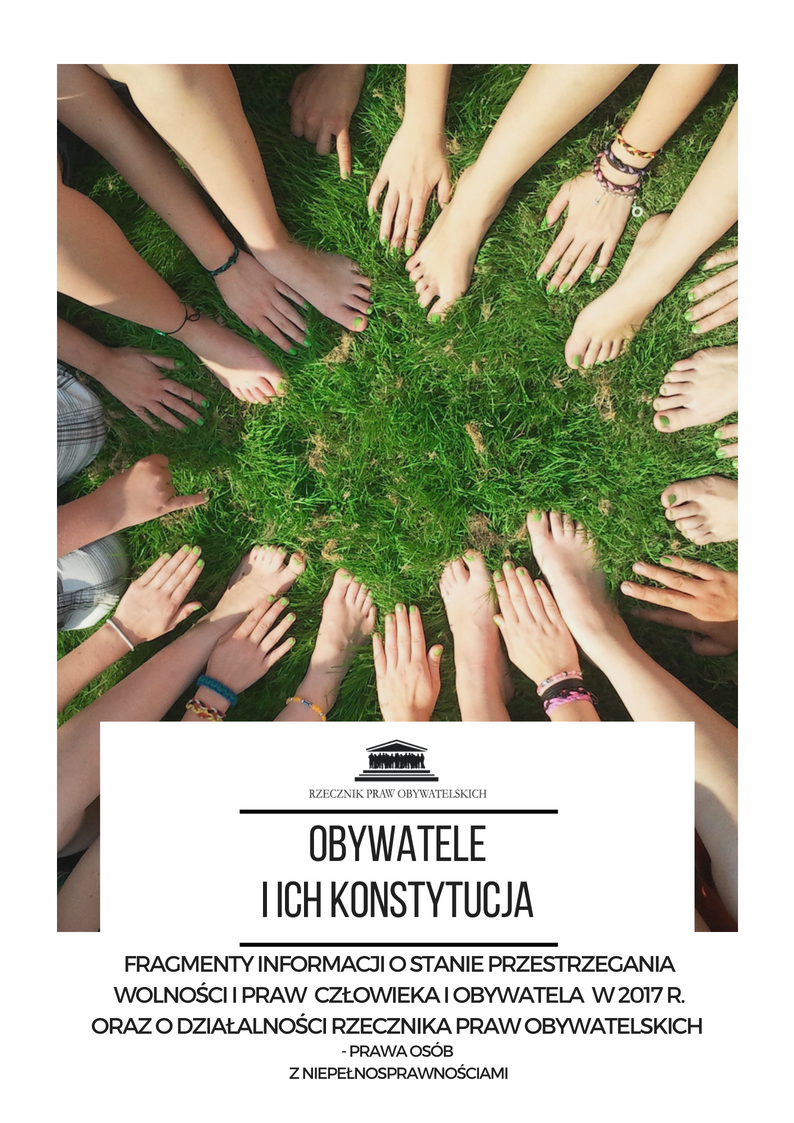 RZECZNIK PRAW OBYWATELSKICH
OBYWATELE
I ICH KONSTYTUCJA
FRAGMENTY INFORMACJI O STANIE PRZESTRZEGANIA
WOLNOŚCI I PRAW CZŁOWIEKA I OBYWATELA W 2017 R.
ORAZ O DZIAŁALNOŚCI RZECZNIKA PRAW OBYWATELSKICH
- PRAWA OSÓB
Z NIEPEŁNOSPRAWNOŚCIAMI